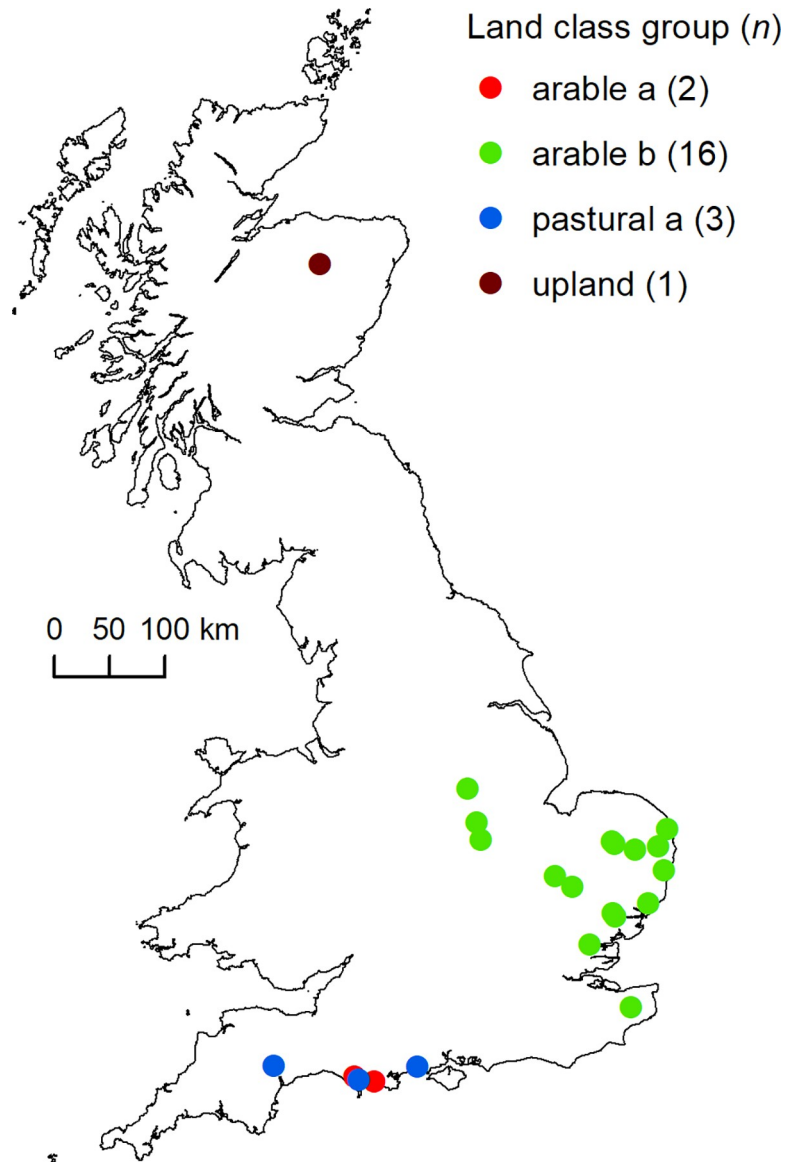 Land class group (n)
arable a (2)
arable b (16)
pastural a (3)
upland (1)
0 50 100 km